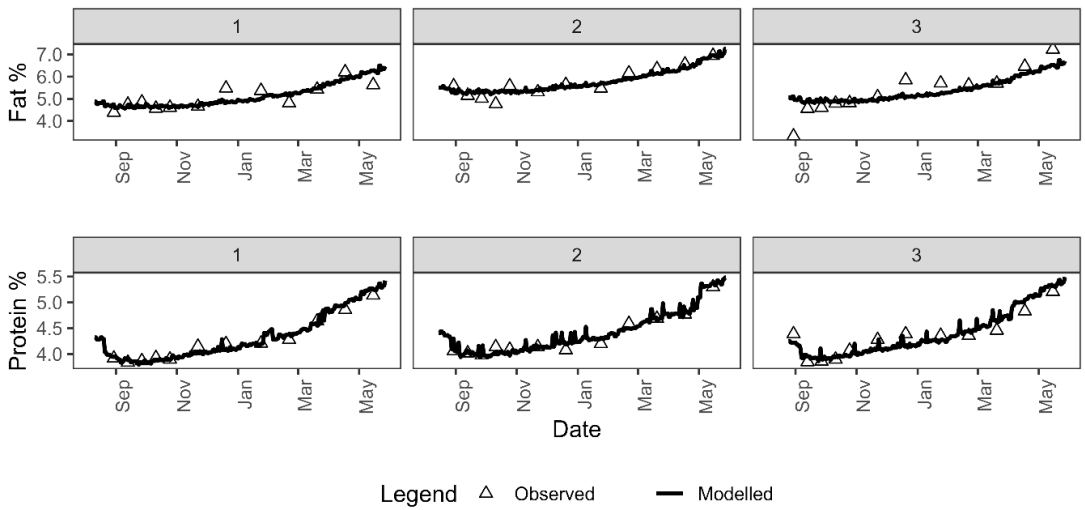 1 2 3
Fat %
7.0
6.0
5.0
4.0
Sep Nov Jan Mar May Sep Nov Jan Mar May Sep Nov Jan Mar May
1 2 3
Protein %
5.5
5.0
4.5
4.0
Sep Nov Jan Mar May Sep Nov Jan Mar May Sep Nov Jan Mar May
Date
Legend Observed Modelled